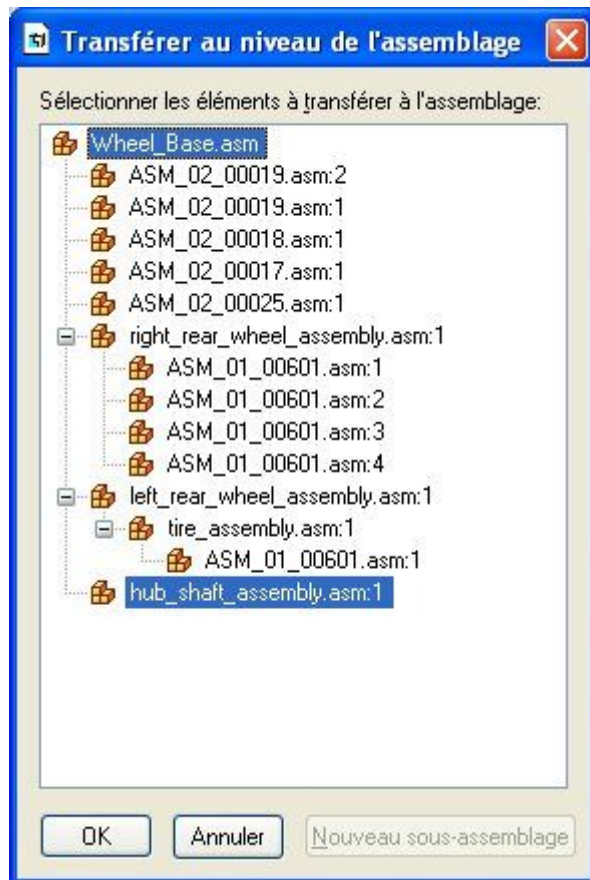 Transférer au niveau de l'assemblage
Sélectionner les éléments à transférer à l'assemblage:
Wheel_Base.asm
ASM_02_00019.asm:2
ASM_02_00019.asm:1
ASM_02_00018.asm:1
ASM_02_00017.asm:1
ASM_02_00025.asm:1
right_rear_wheel_assembly.asm:1
ASM_01_00601.asm:1
ASM_01_00601.asm:2
ASM_01_00601.asm:3
ASM_01_00601.asm:4
left_rear_wheel_assembly.asm:1
tire_assembly.asm:1
ASM_01_00601.asm:1
hub_shaft_assembly.asm:1
OK Annuler Nouveau sous-assemblage